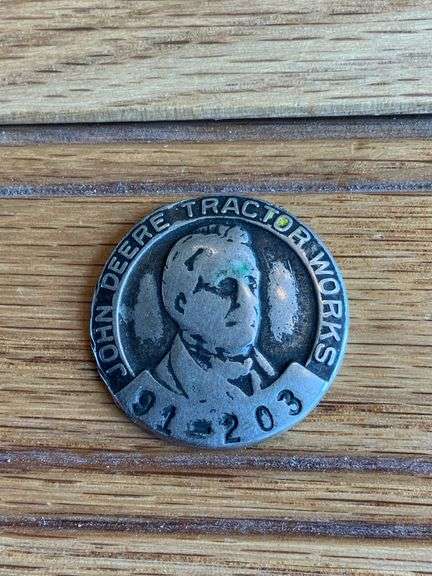 JOHN DEERE TRACTOR WORKS
91-203